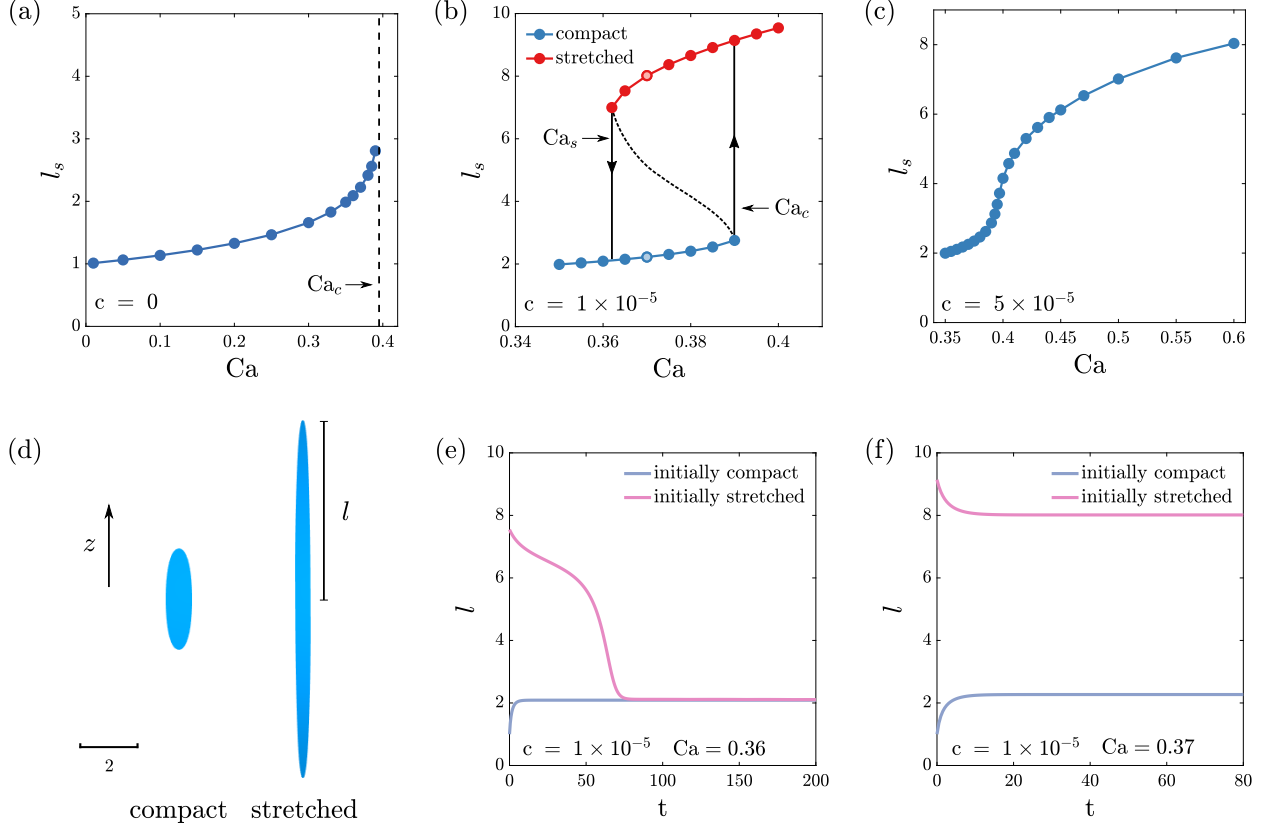 (a)
5
4
3
2
1
0
l_s
Ca_c
c = 0
0
0.1
0.2
0.3
0.4
Ca
(b)
10
8
6
4
2
0
l_s
compact
stretched
Ca_s
Ca_c
c = 1 × 10⁻⁵
0.34
0.36
0.38
0.4
Ca
(c)
8
6
4
2
0
l_s
c = 5 × 10⁻⁵
0.35
0.4
0.45
0.5
0.55
0.6
Ca
(d)
z
l
2
compact
stretched
(e)
10
8
6
4
2
0
l
initially compact
initially stretched
c = 1 × 10⁻⁵ Ca = 0.36
0
50
100
150
200
t
(f)
10
8
6
4
2
0
l
initially compact
initially stretched
c = 1 × 10⁻⁵ Ca = 0.37
0
20
40
60
80
t